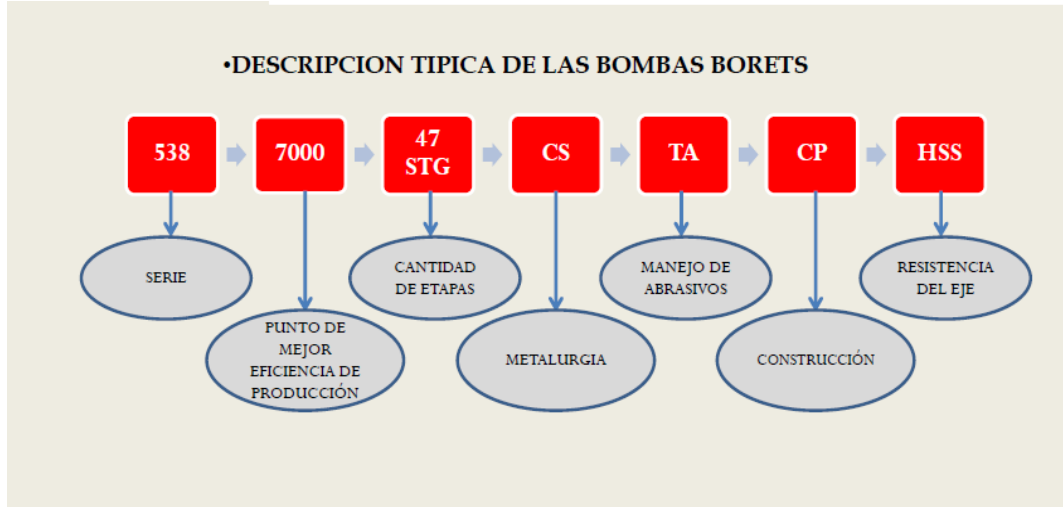 •DESCRIPCION TIPICA DE LAS BOMBAS BORETS
538
7000
47
STG
CS
TA
CP
HSS
SERIE
CANTIDAD
DE ETAPAS
MANEJO DE
ABRASIVOS
RESISTENCIA
DEL EJE
PUNTO DE
MEJOR
EFICIENCIA DE
PRODUCCIÓN
METALURGIA
CONSTRUCCIÓN